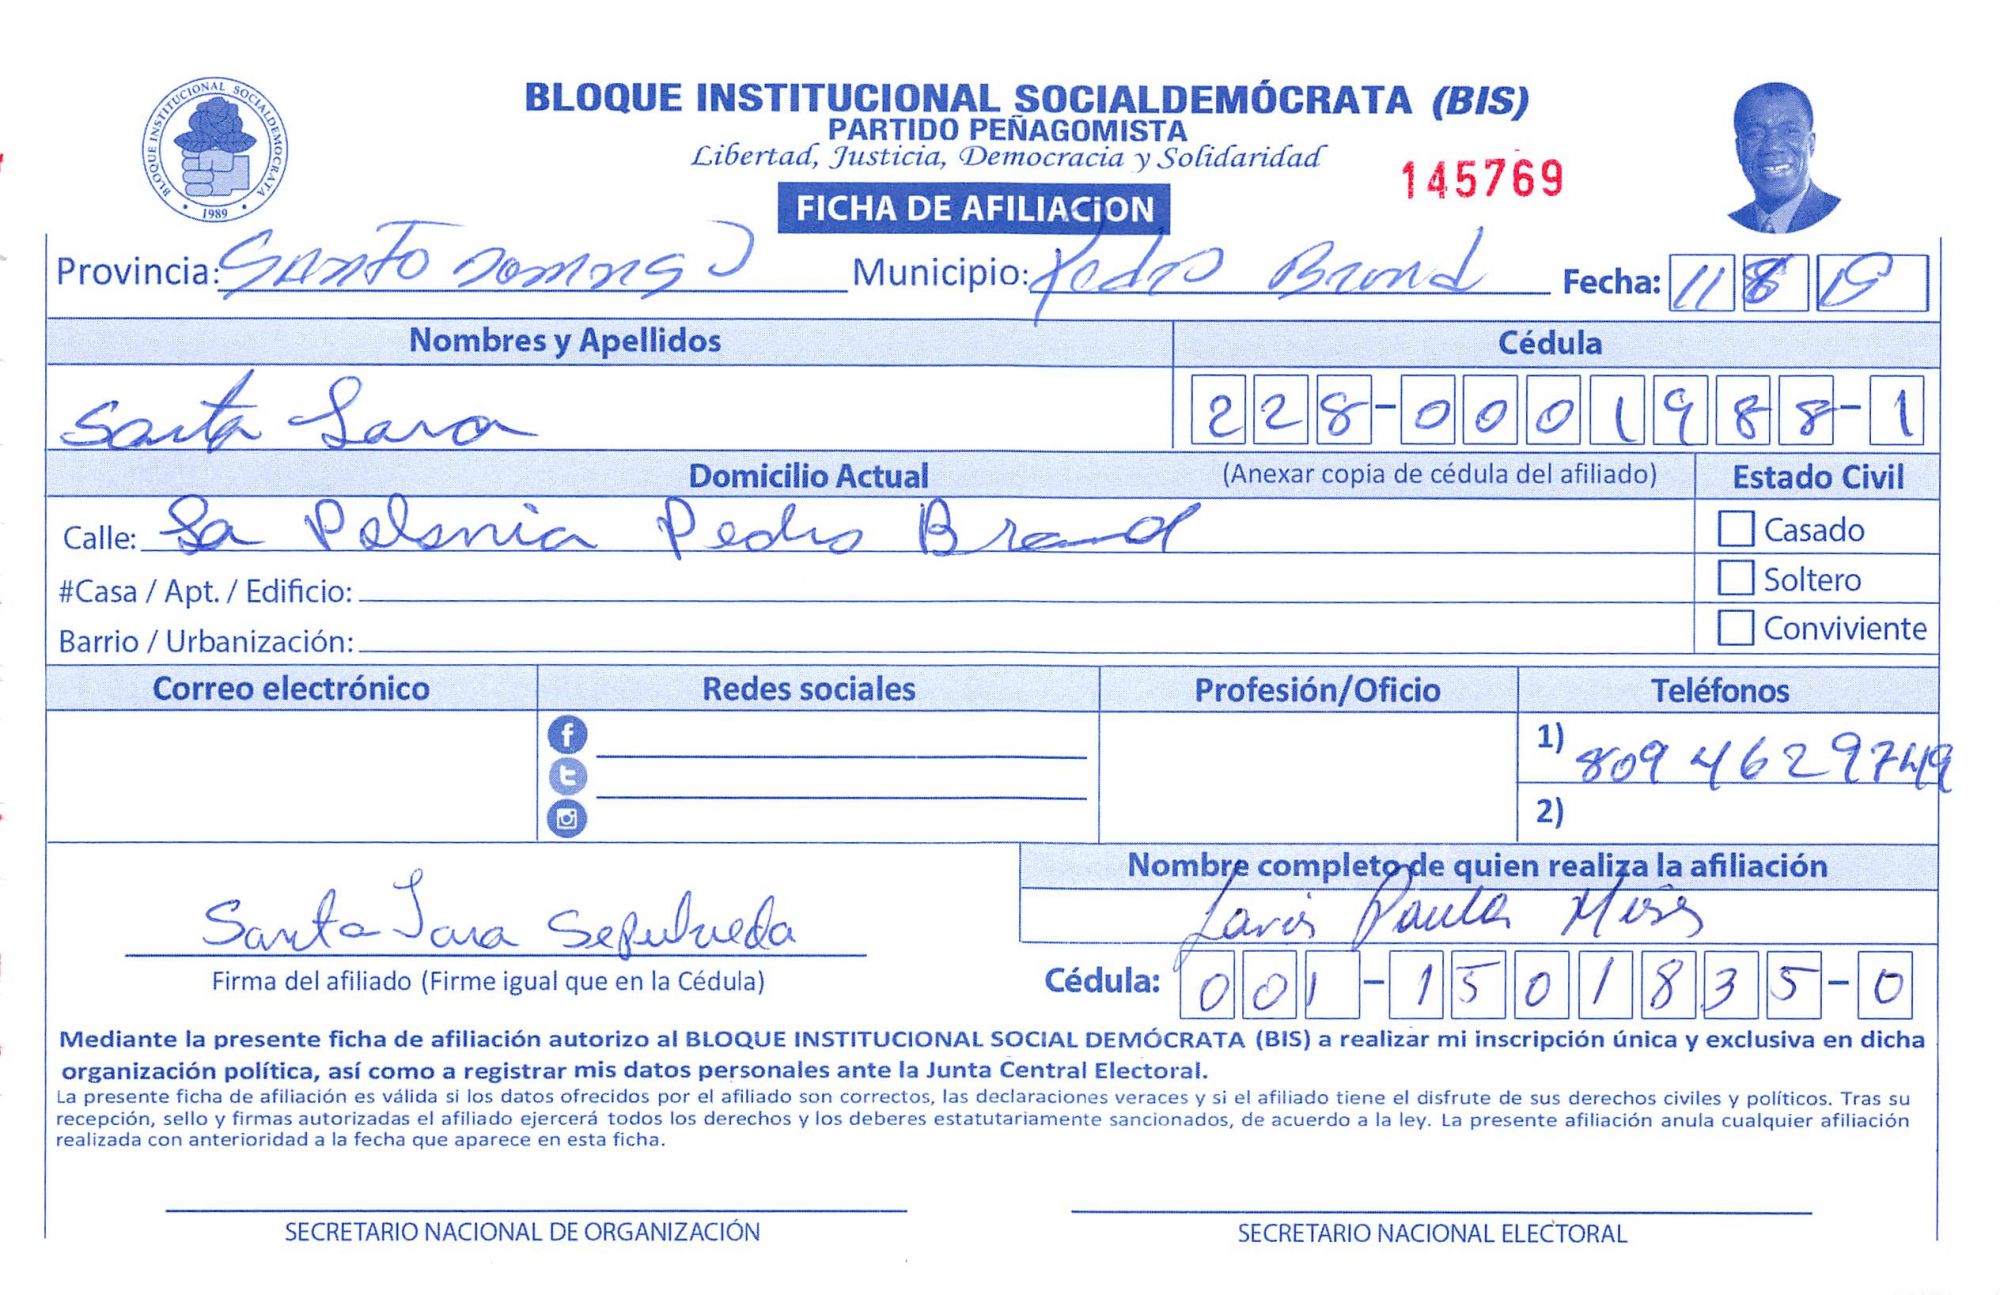 BLOQUE INSTITUCIONAL SOCIALDEMOCRATA
1989
BLOQUE INSTITUCIONAL SOCIALDEMÓCRATA (BIS)
PARTIDO PEÑAGOMISTA
Libertad, Justicia, Democracia y Solidaridad
145769
FICHA DE AFILIACION
Provincia: Santo Domingo Municipio: Pedro Brand Fecha: 11 8 19
Nombres y Apellidos Cédula
Santa 228-0001988-1
Domicilio Actual (Anexar copia de cédula del afiliado) Estado Civil
Calle: La Pedro Brand Casado
#Casa / Apt. / Edificio: Soltero
Barrio / Urbanización: Conviviente
Correo electrónico Redes sociales Profesión/Oficio Teléfonos
1) 809 4629749
2)
Nombre completo de quien realiza la afiliación
Paula
Santa Sepulveda
Firma del afiliado (Firme igual que en la Cédula) Cédula: 001-1501835-0
Mediante la presente ficha de afiliación autorizo al BLOQUE INSTITUCIONAL SOCIAL DEMÓCRATA (BIS) a realizar mi inscripción única y exclusiva en dicha
organización política, así como a registrar mis datos personales ante la Junta Central Electoral.
La presente ficha de afiliación es válida si los datos ofrecidos por el afiliado son correctos, las declaraciones veraces y si el afiliado tiene el disfrute de sus derechos civiles y políticos. Tras su
recepción, sello y firmas autorizadas el afiliado ejercerá todos los derechos y los deberes estatutariamente sancionados, de acuerdo a la ley. La presente afiliación anula cualquier afiliación
realizada con anterioridad a la fecha que aparece en esta ficha.
SECRETARIO NACIONAL DE ORGANIZACIÓN SECRETARIO NACIONAL ELECTORAL